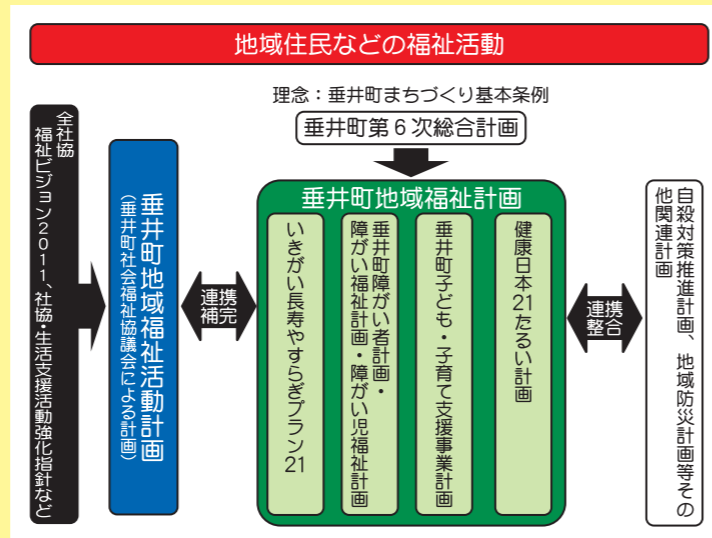 地域住民などの福祉活動
理念：垂井町まちづくり基本条例
垂井町第６次総合計画
全社協
福祉ビジョン２０１１、社協・生活支援活動強化指針など
垂井町地域福祉活動計画
（垂井町社会福祉協議会による計画）
連携
補完
垂井町地域福祉計画
いきがい長寿やすらぎプラン21
垂井町障がい者計画・
障がい福祉計画・障がい児福祉計画
垂井町子ども・子育て支援事業計画
健康日本21たるい計画
連携
整合
自殺対策推進計画、地域防災計画等その
他関連計画